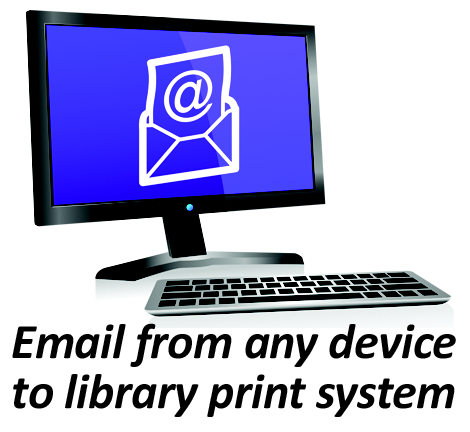 @
Email from any device
to library print system